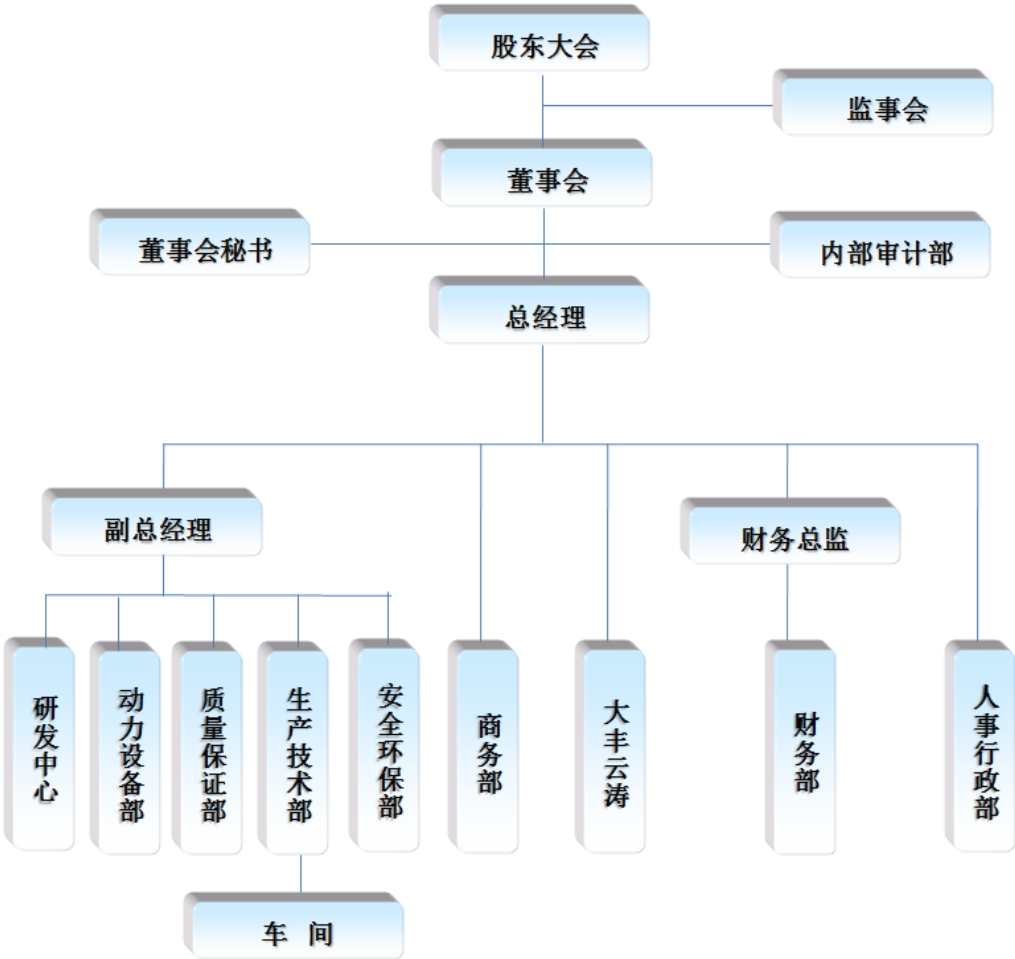 股东大会
监事会
董事会
董事会秘书
内部审计部
总经理
副总经理
财务总监
研发中心
动力设备部
质量保证部
生产技术部
安全环保部
商务部
大丰云涛
财务部
人事行政部
车 间